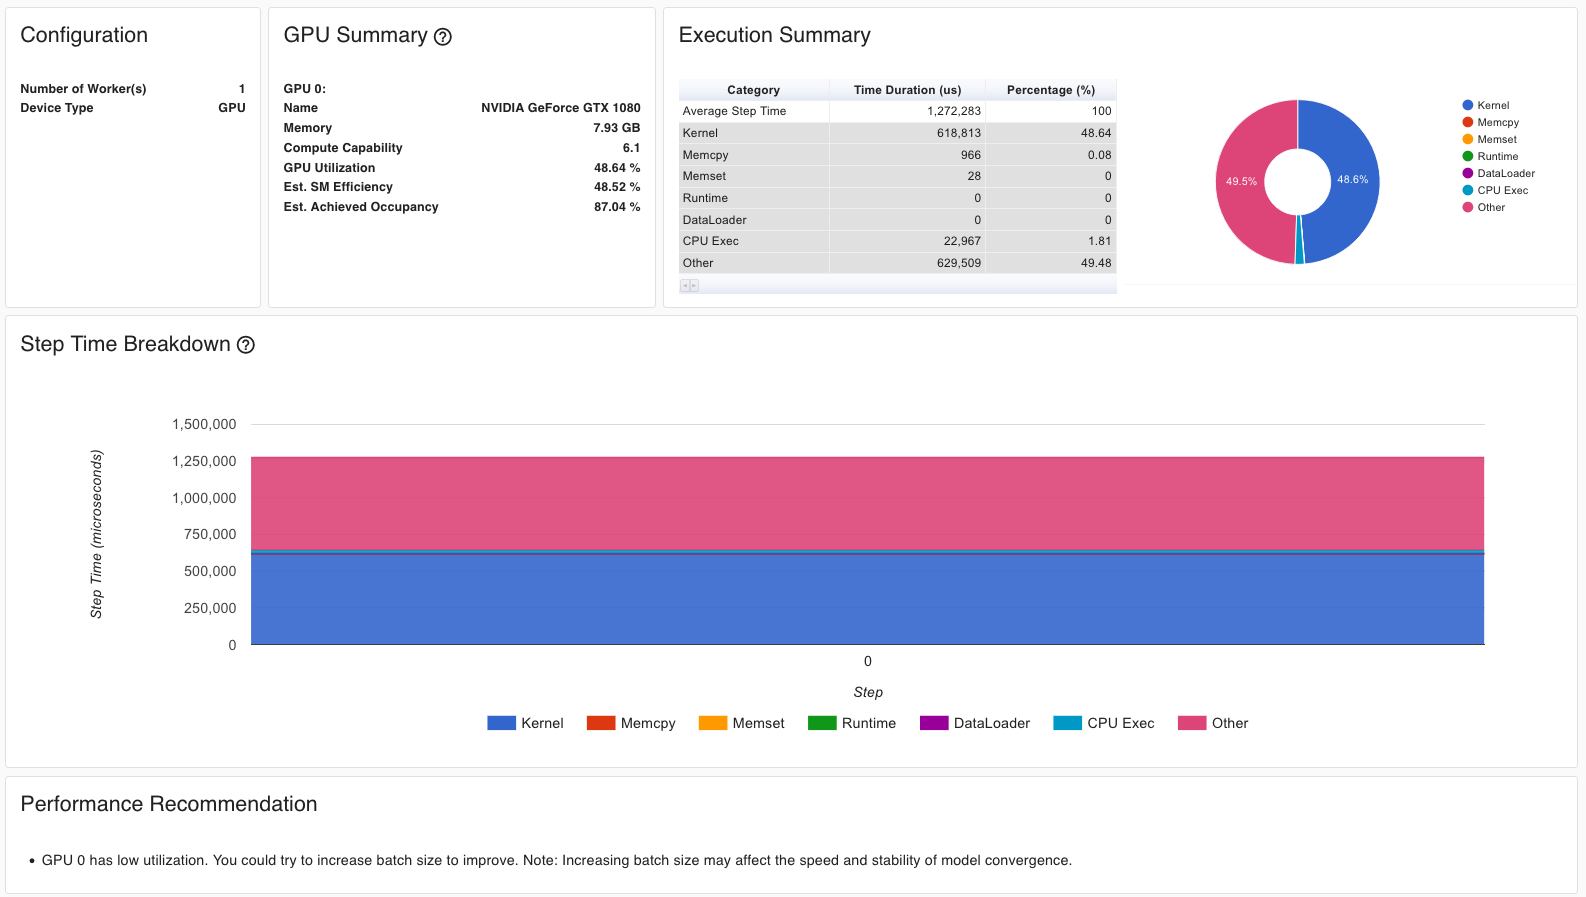 Configuration
Number of Worker(s) 1
Device Type GPU
GPU Summary
GPU 0:
Name NVIDIA GeForce GTX 1080
Memory 7.93 GB
Compute Capability 6.1
GPU Utilization 48.64 %
Est. SM Efficiency 48.52 %
Est. Achieved Occupancy 87.04 %
Execution Summary
Category Time Duration (us) Percentage (%)
Average Step Time 1,272,283 100
Kernel 618,813 48.64
Memcpy 966 0.08
Memset 28 0
Runtime 0 0
DataLoader 0 0
CPU Exec 22,967 1.81
Other 629,509 49.48
49.5%
48.6%
Kernel
Memcpy
Memset
Runtime
DataLoader
CPU Exec
Other
Step Time Breakdown
Step Time (microseconds)
1,500,000
1,250,000
1,000,000
750,000
500,000
250,000
0
0
Step
Kernel Memcpy Memset Runtime DataLoader CPU Exec Other
Performance Recommendation
• GPU 0 has low utilization. You could try to increase batch size to improve. Note: Increasing batch size may affect the speed and stability of model convergence.